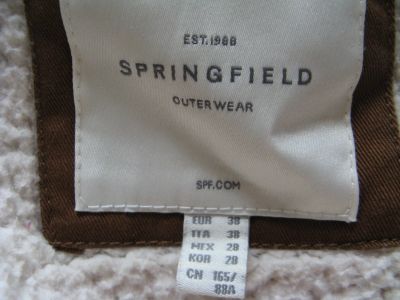 EST.1988
SPRINGFIELD
OUTERWEAR
SPF.COM
EUR 38
ITA 38
MEX 28
KOR 28
CN 165/
88A